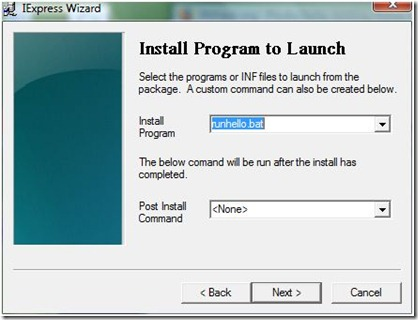 IExpress Wizard
Install Program to Launch
Select the programs or INF files to launch from the
package. A custom command can also be created below.
Install
Program
runhello.bat
The below comand will be run after the install has
completed.
Post Install
Command
<None>
< Back
Next >
Cancel